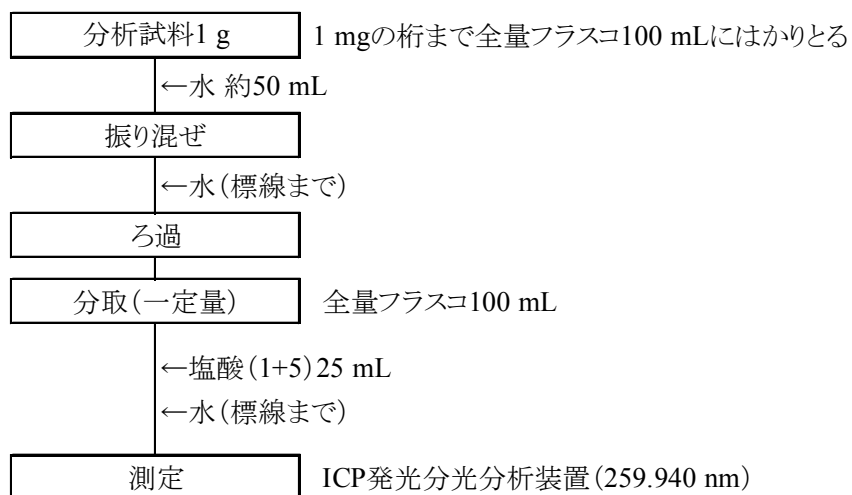 分析試料1 g 1 mgの桁まで全量フラスコ100 mLにはかりとる
←水 約50 mL
振り混ぜ
←水(標線まで)
ろ過
分取(一定量) 全量フラスコ100 mL
←塩酸(1+5)25 mL
←水(標線まで)
測定 ICP発光分光分析装置(259.940 nm)